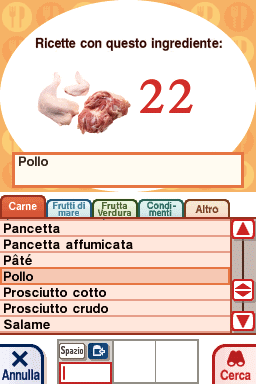 Ricette con questo ingrediente:
22
Pollo
Carne
Frutti di mare
Frutta Verdura
Condi-menti
Altro
Pancetta
Pancetta affumicata
Pâté
Pollo
Prosciutto cotto
Prosciutto crudo
Salame
Annulla
Spazio
Cerca